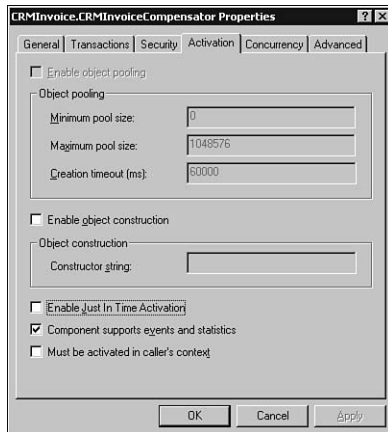 CRMInvoice.CRMInvoiceCompensator Properties
General Transactions Security Activation Concurrency Advanced
Enable object pooling
Object pooling
Minimum pool size: 0
Maximum pool size: 1048576
Creation timeout (ms): 60000
Enable object construction
Object construction
Constructor string:
Enable Just In Time Activation
Component supports events and statistics
Must be activated in caller's context
OK Cancel Apply